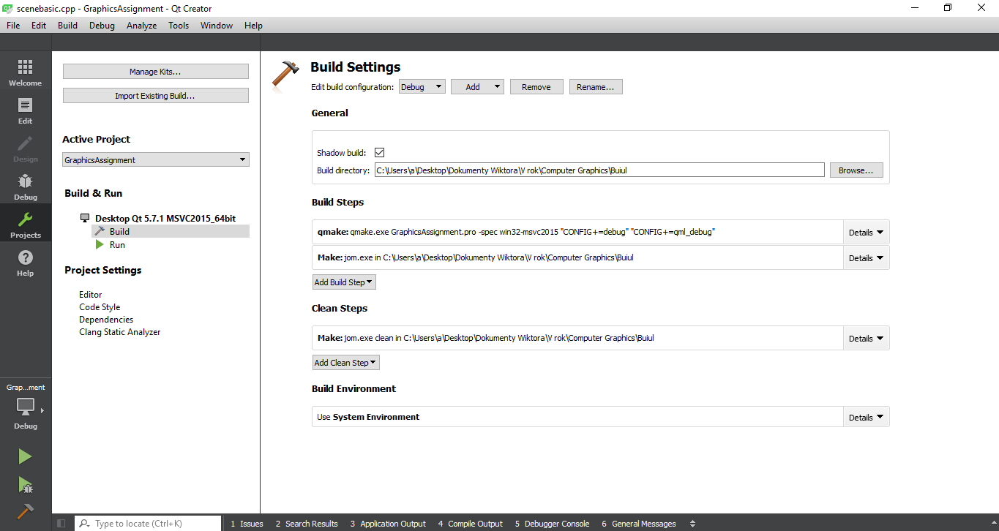 scenebasic.cpp - GraphicsAssignment - Qt Creator
File Edit Build Debug Analyze Tools Window Help
Welcome
Edit
Design
Debug
Projects
Help
Grap...ment
Debug
Manage Kits...
Import Existing Build...
Active Project
GraphicsAssignment
Build & Run
Desktop Qt 5.7.1 MSVC2015_64bit
Build
Run
Project Settings
Editor
Code Style
Dependencies
Clang Static Analyzer
Build Settings
Edit build configuration: Debug Add Remove Rename...
General
Shadow build:
Build directory: C:\Users\a\Desktop\Dokumenty Wiktora\V rok\Computer Graphics\Buiul Browse...
Build Steps
qmake: qmake.exe GraphicsAssignment.pro -spec win32-msvc2015 "CONFIG+=debug" "CONFIG+=qml_debug" Details
Make: jom.exe in C:\Users\a\Desktop\Dokumenty Wiktora\V rok\Computer Graphics\Buiul Details
Add Build Step
Clean Steps
Make: jom.exe clean in C:\Users\a\Desktop\Dokumenty Wiktora\V rok\Computer Graphics\Buiul Details
Add Clean Step
Build Environment
Use System Environment Details
Type to locate (Ctrl+K) 1 Issues 2 Search Results 3 Application Output 4 Compile Output 5 Debugger Console 6 General Messages